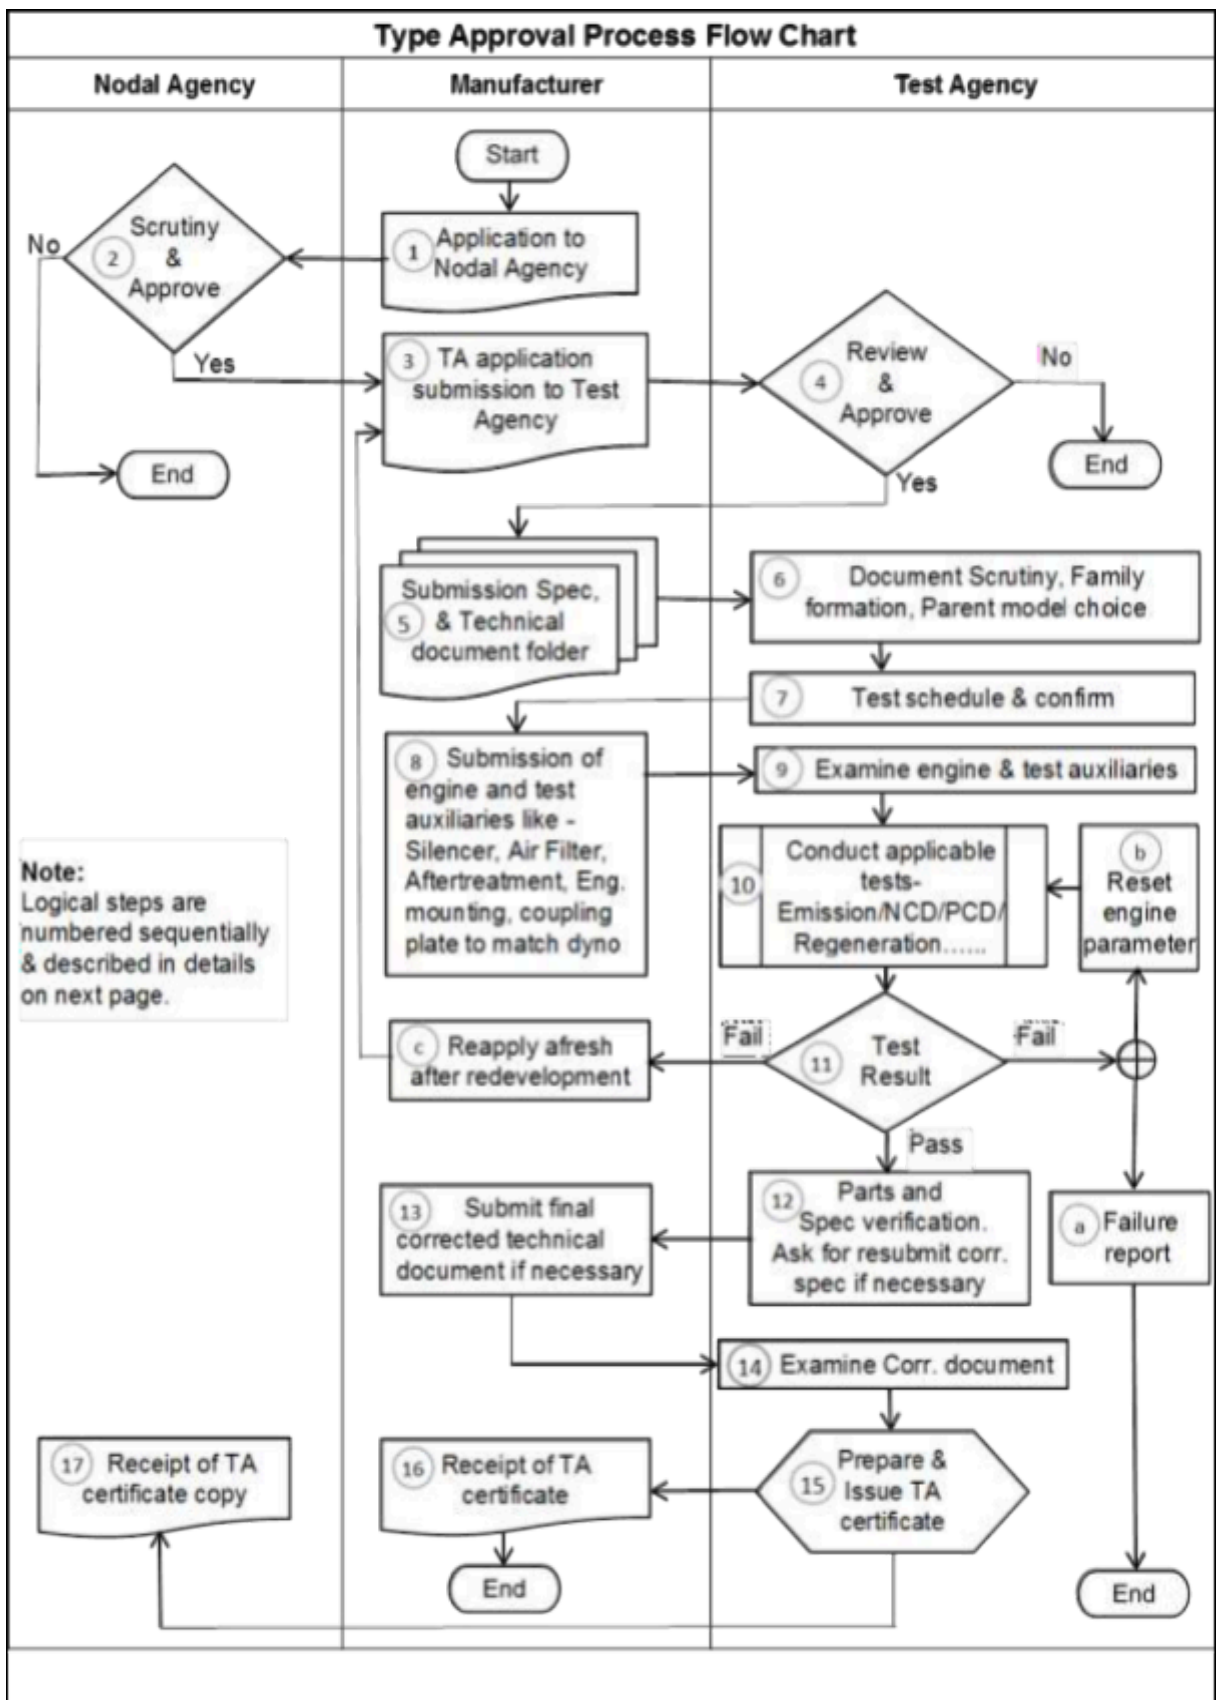 Type Approval Process Flow Chart
Nodal Agency
Manufacturer
Test Agency
Start
1 Application to
Nodal Agency
No
2
Scrutiny
&
Approve
Yes
End
3 TA application
submission to Test
Agency
4
Review
&
Approve
No
End
Yes
Submission Spec,
5 & Technical
document folder
6 Document Scrutiny, Family
formation, Parent model choice
7 Test schedule & confirm
8 Submission of
engine and test
auxiliaries like -
Silencer, Air Filter,
Aftertreatment, Eng.
mounting, coupling
plate to match dyno
9 Examine engine & test auxiliaries
10
Conduct applicable
tests-
Emission/NCD/PCD/
Regeneration......
b
Reset
engine
parameter
Note:
Logical steps are
numbered sequentially
& described in details
on next page.
c Reapply afresh
after redevelopment
Fail
11
Test
Result
Fail
Pass
12 Parts and
Spec verification.
Ask for resubmit corr.
spec if necessary
a Failure
report
13 Submit final
corrected technical
document if necessary
14 Examine Corr. document
15
Prepare &
Issue TA
certificate
16 Receipt of TA
certificate
End
17 Receipt of TA
certificate copy
End